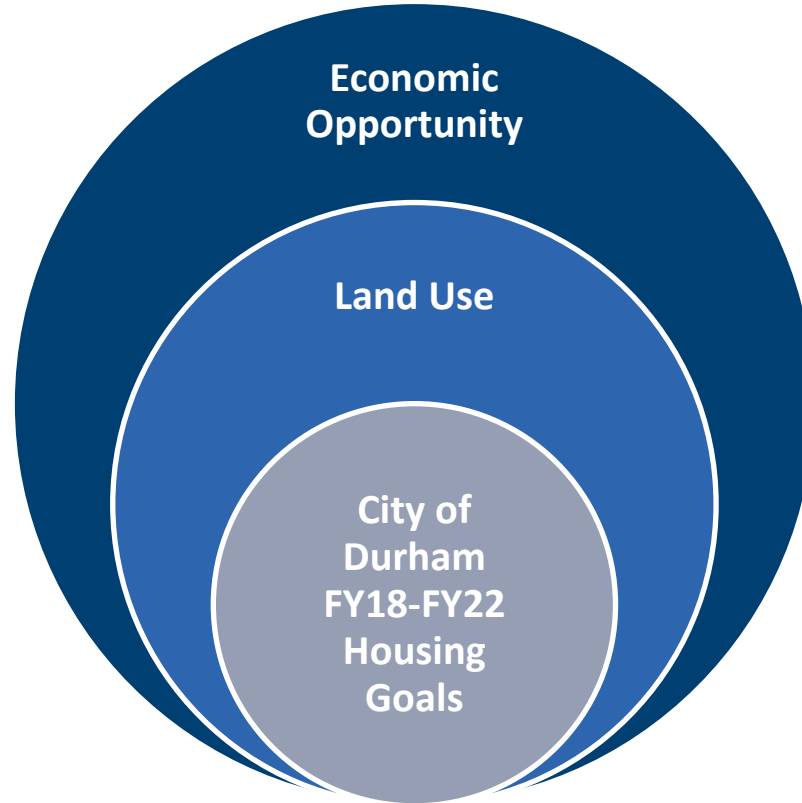 Economic
Opportunity
Land Use
City of
Durham
FY18-FY22
Housing
Goals